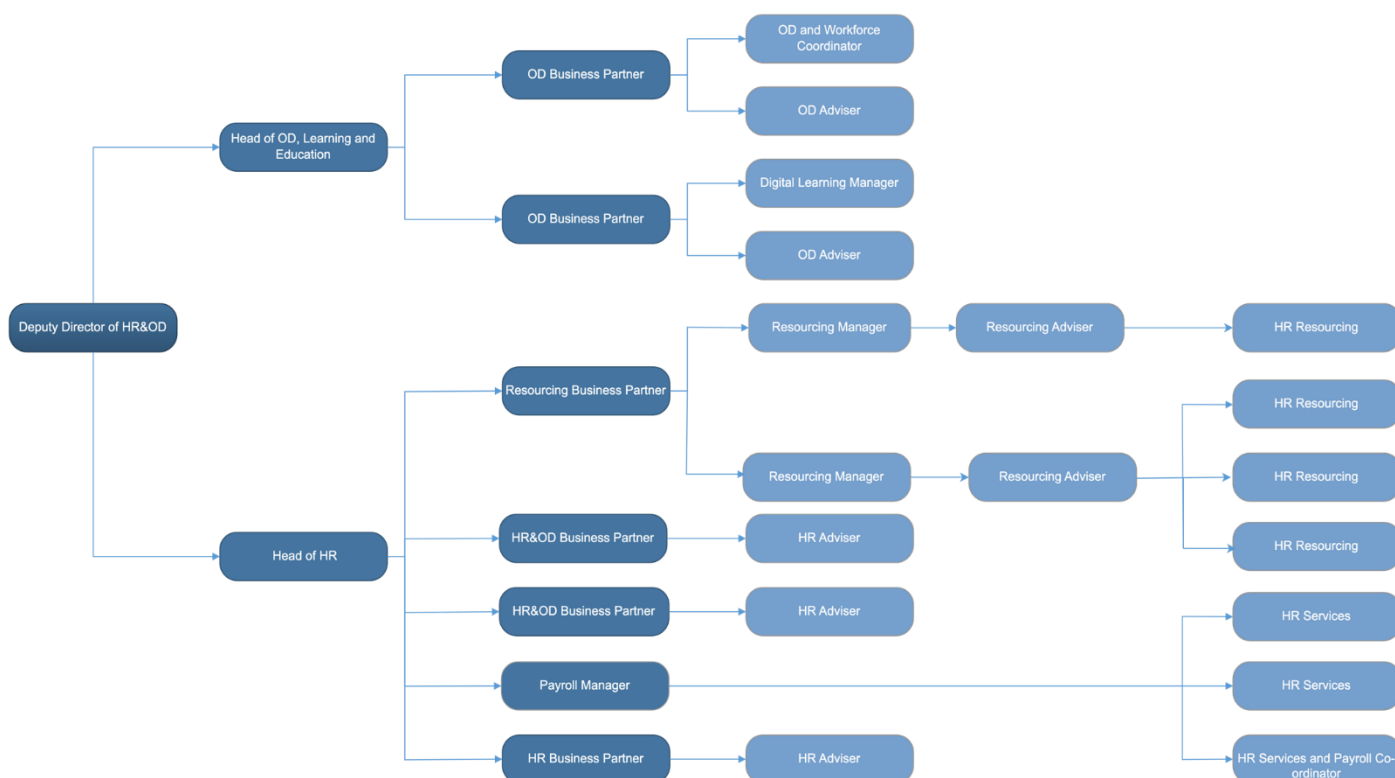 OD and Workforce
Coordinator
OD Business Partner
OD Adviser
Head of OD, Learning and
Education
Digital Learning Manager
OD Business Partner
OD Adviser
Deputy Director of HR&OD
Resourcing Manager
Resourcing Adviser
HR Resourcing
Resourcing Business Partner
HR Resourcing
Resourcing Manager
Resourcing Adviser
HR Resourcing
HR&OD Business Partner
HR Adviser
HR Resourcing
Head of HR
HR&OD Business Partner
HR Adviser
HR Services
Payroll Manager
HR Services
HR Business Partner
HR Adviser
HR Services and Payroll Co-
ordinator